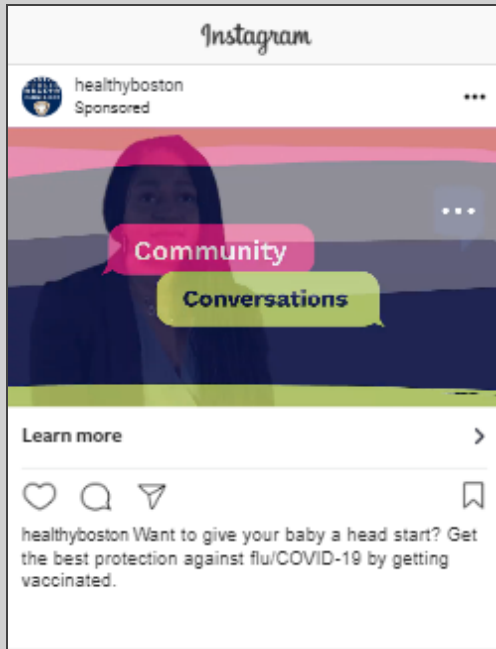 Instagram
healthyboston
Sponsored
Community
Conversations
Learn more
healthyboston Want to give your baby a head start? Get
the best protection against flu/COVID-19 by getting
vaccinated.